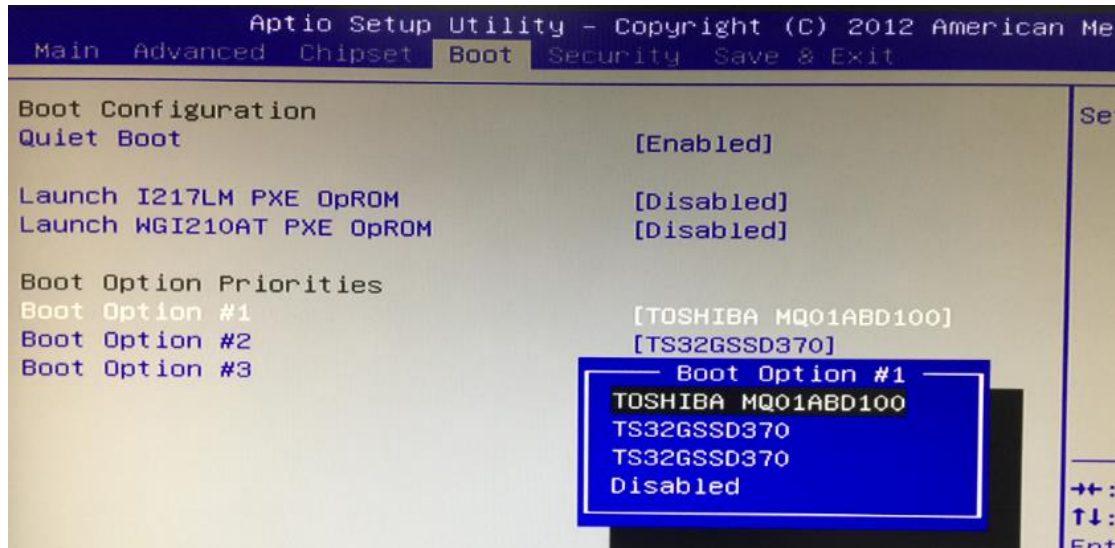 Aptio Setup Utility – Copyright (C) 2012 American Me
Main Advanced Chipset Boot Security Save & Exit
Boot Configuration
Quiet Boot [Enabled]
Launch I217LM PXE OpROM [Disabled]
Launch WGI210AT PXE OpROM [Disabled]
Boot Option Priorities
Boot Option #1 [TOSHIBA MQ01ABD100]
Boot Option #2 [TS32GSSD370]
Boot Option #3
Boot Option #1
TOSHIBA MQ01ABD100
TS32GSSD370
TS32GSSD370
Disabled